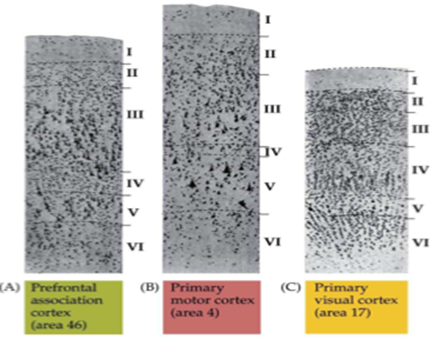 I
II
III
IV
V
VI
I
II
III
IV
V
VI
I
II
III
IV
V
VI
(A) Prefrontal
association
cortex
(area 46)
(B) Primary
motor cortex
(area 4)
(C) Primary
visual cortex
(area 17)